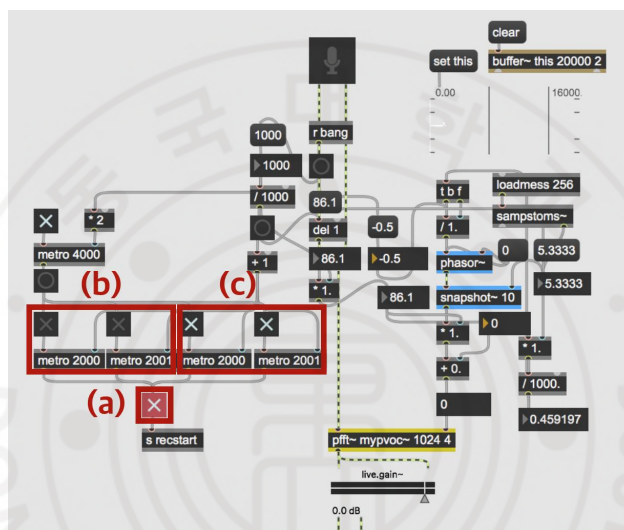 clear
set this
buffer~ this 20000 2
0.00
16000.
1000
1000
r bang
/ 1000
* 2
86.1
-0.5
t b f
loadmess 256
sampstoms~
metro 4000
+ 1
del 1
/ 1.
86.1
-0.5
phasor~
0
5.3333
(b)
(c)
* 1.
86.1
snapshot~ 10
5.3333
* 1.
0
* 1.
metro 2000
metro 2001
metro 2000
metro 2001
+ 0.
/ 1000.
(a)
0
0.459197
s recstart
pfft~ mypvoc~ 1024 4
live.gain~
0.0 dB